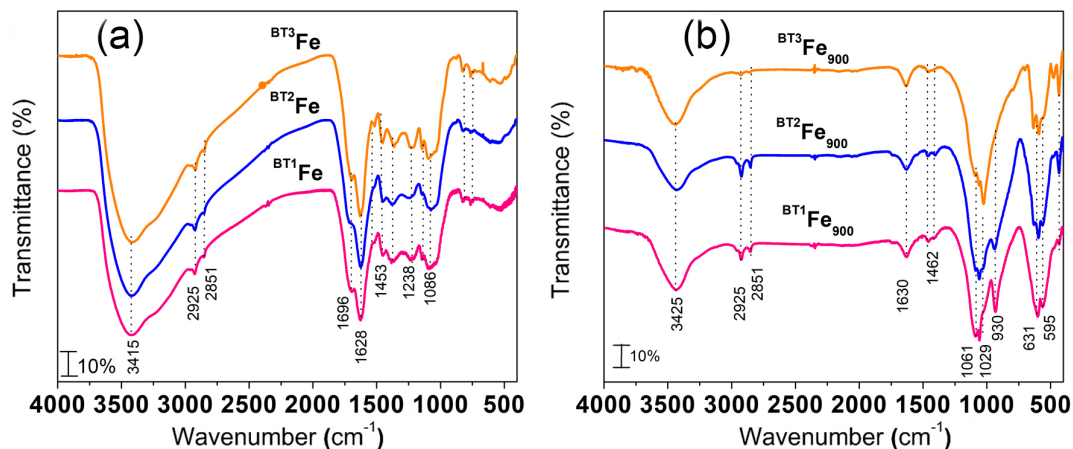 (a)
BT3Fe
BT2Fe
BT1Fe
Transmittance (%)
10%
3415
2925
2851
1696
1628
1453
1238
1086
4000 3500 3000 2500 2000 1500 1000 500
Wavenumber (cm-1)
(b)
BT3Fe900
BT2Fe900
BT1Fe900
Transmittance (%)
10%
3425
2925
2851
1630
1462
1061
1029
930
631
595
4000 3500 3000 2500 2000 1500 1000 500
Wavenumber (cm-1)